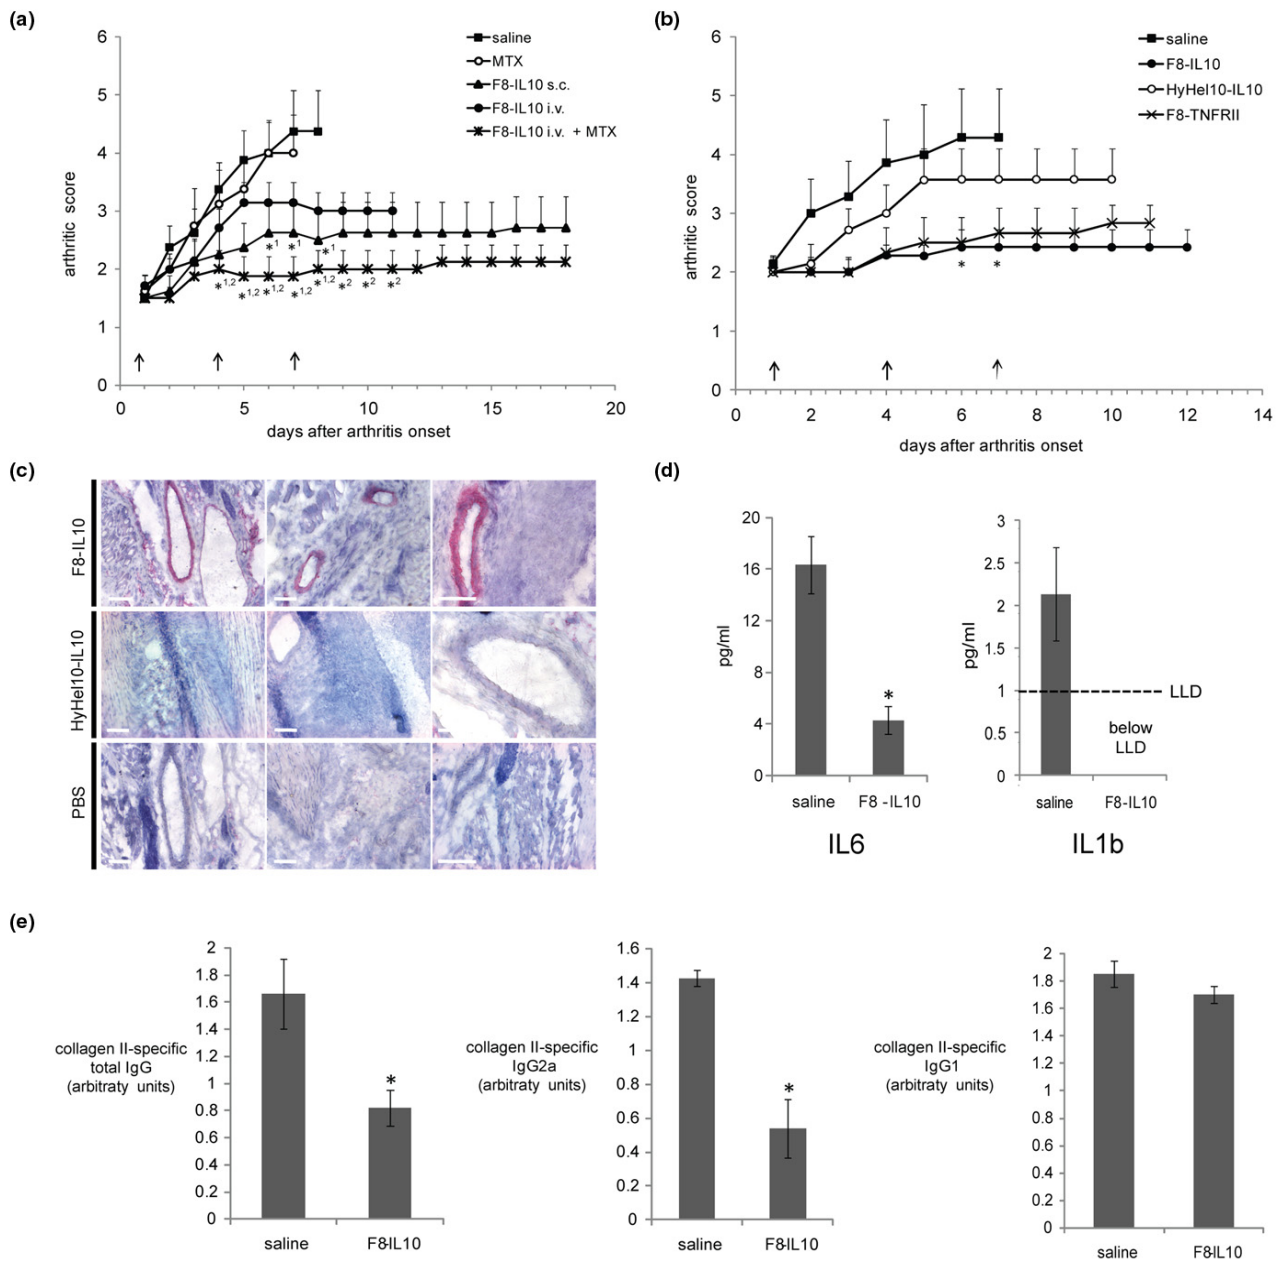 (a)
6
5
4
3
2
1
0
arthritic score
saline
MTX
F8-IL10 s.c.
F8-IL10 i.v.
F8-IL10 i.v. + MTX
*1 *1 *1
*1,2 *1,2 *1,2 *1,2 *1,2 *2 *2 *2
0 5 10 15 20
days after arthritis onset
(b)
6
5
4
3
2
1
0
arthritic score
saline
F8-IL10
HyHel10-IL10
F8-TNFRII
* *
0 2 4 6 8 10 12 14
days after arthritis onset
(c)
F8-IL10
HyHel10-IL10
PBS
(d)
20
16
12
8
4
0
pg/ml
*
saline F8 -IL10
IL6
3
2.5
2
1.5
1
0.5
0
pg/ml
LLD
below
LLD
saline F8-IL10
IL1b
(e)
collagen II-specific
total IgG
(arbitraty units)
2
1.8
1.6
1.4
1.2
1
0.8
0.6
0.4
0.2
0
*
saline F8-IL10
collagen II-specific
IgG2a
(arbitraty units)
1.6
1.4
1.2
1
0.8
0.6
0.4
0.2
0
*
saline F8-IL10
collagen II-specific
IgG1
(arbitraty units)
2
1.8
1.6
1.4
1.2
1
0.8
0.6
0.4
0.2
0
saline F8-IL10